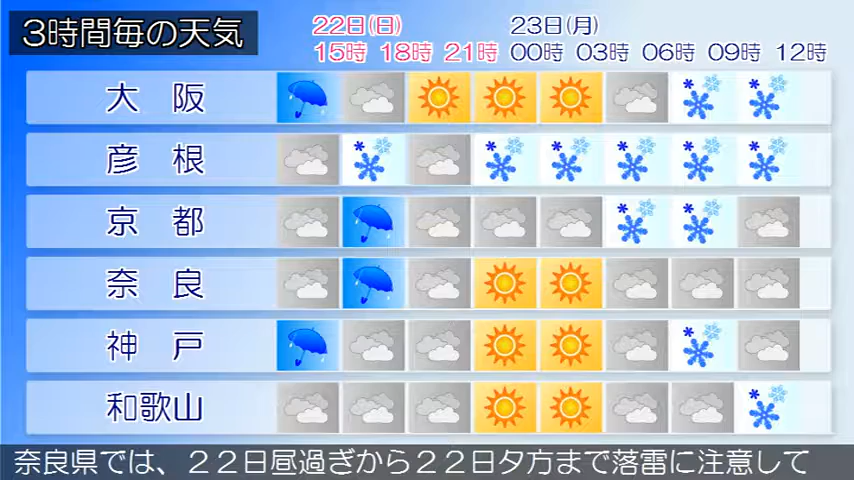 3時間毎の天気
22日(日) 23日(月)
15時 18時 21時 00時 03時 06時 09時 12時
大 阪
彦 根
京 都
奈 良
神 戸
和歌山
奈良県では、２２日昼過ぎから２２日夕方まで落雷に注意して